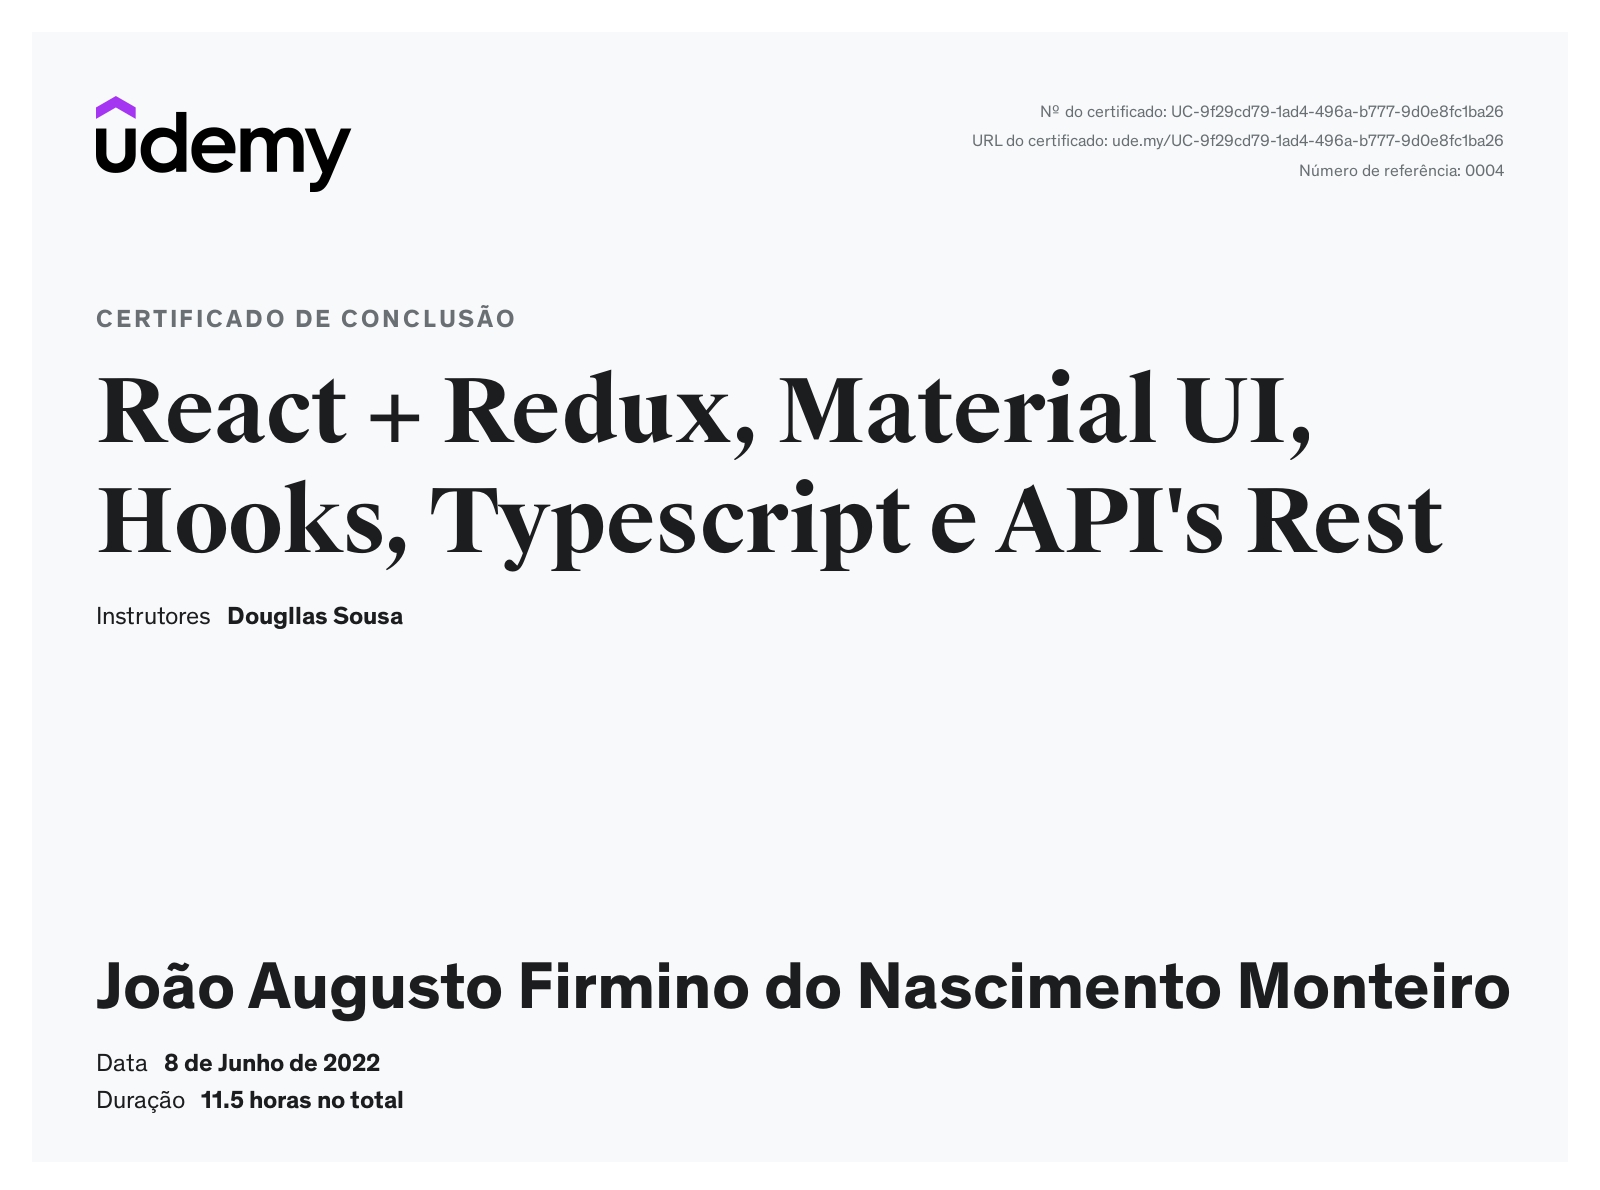 udemy
Nº do certificado: UC-9f29cd79-1ad4-496a-b777-9d0e8fc1ba26
URL do certificado: ude.my/UC-9f29cd79-1ad4-496a-b777-9d0e8fc1ba26
Número de referência: 0004
CERTIFICADO DE CONCLUSÃO
React + Redux, Material UI,
Hooks, Typescript e API's Rest
Instrutores Dougllas Sousa
João Augusto Firmino do Nascimento Monteiro
Data 8 de Junho de 2022
Duração 11.5 horas no total